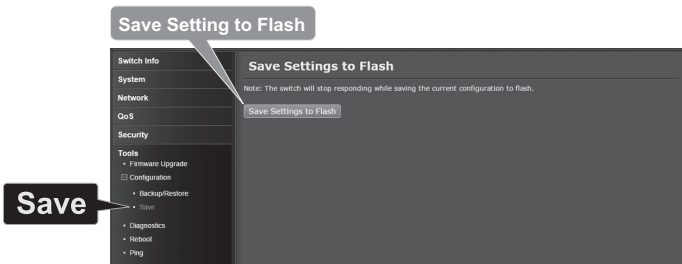 Save Setting to Flash
Switch Info
System
Network
QoS
Security
Tools
Firmware Upgrade
Configuration
Backup/Restore
Save
Diagnostics
Reboot
Ping
Save Settings to Flash
Note: The switch will stop responding while saving the current configuration to flash.
Save Settings to Flash
Save